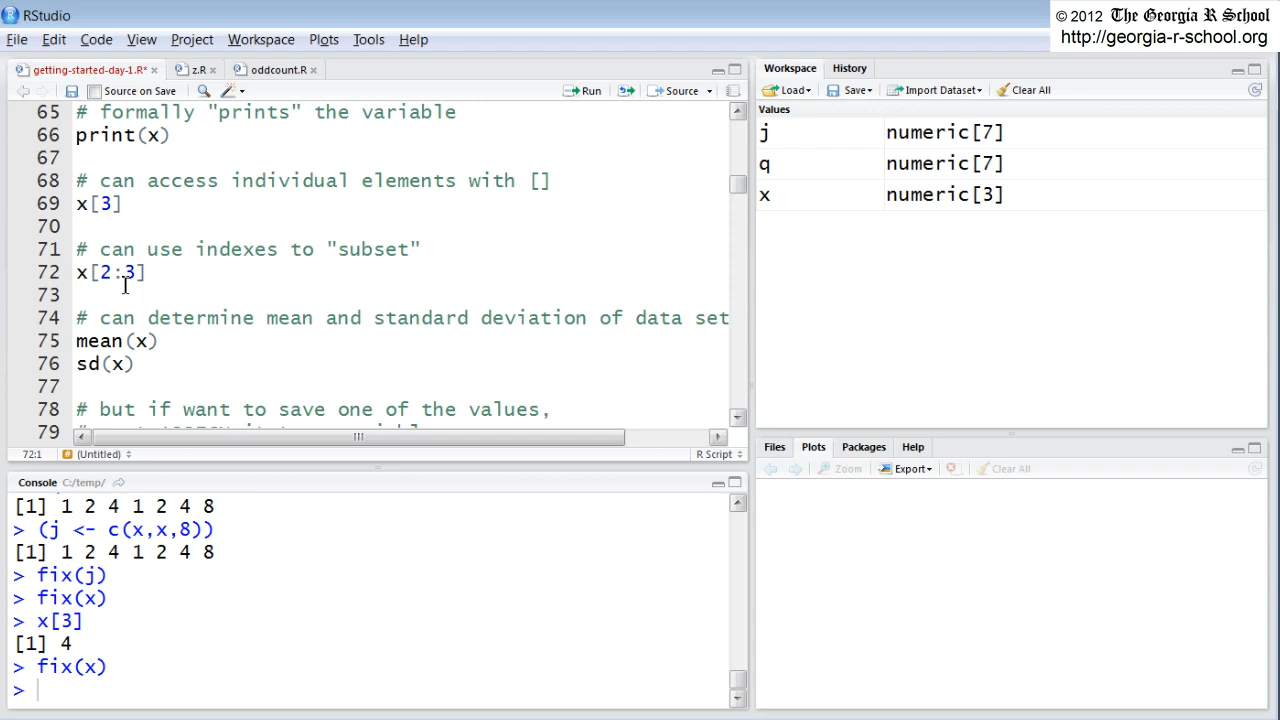 RStudio
© 2012 The Georgia R School
http://georgia-r-school.org
File Edit Code View Project Workspace Plots Tools Help
getting-started-day-1.R* × z.R × oddcount.R ×
Source on Save Run Source
65 # formally "prints" the variable
66 print(x)
67
68 # can access individual elements with []
69 x[3]
70
71 # can use indexes to "subset"
72 x[2:3]
73
74 # can determine mean and standard deviation of data set
75 mean(x)
76 sd(x)
77
78 # but if want to save one of the values,
79
72:1 (Untitled) R Script
Console C:/temp/
[1] 1 2 4 1 2 4 8
> (j <- c(x,x,8))
[1] 1 2 4 1 2 4 8
> fix(j)
> fix(x)
> x[3]
[1] 4
> fix(x)
>
Workspace History
Load Save Import Dataset Clear All
Values
j numeric[7]
q numeric[7]
x numeric[3]
Files Plots Packages Help
Zoom Export Clear All